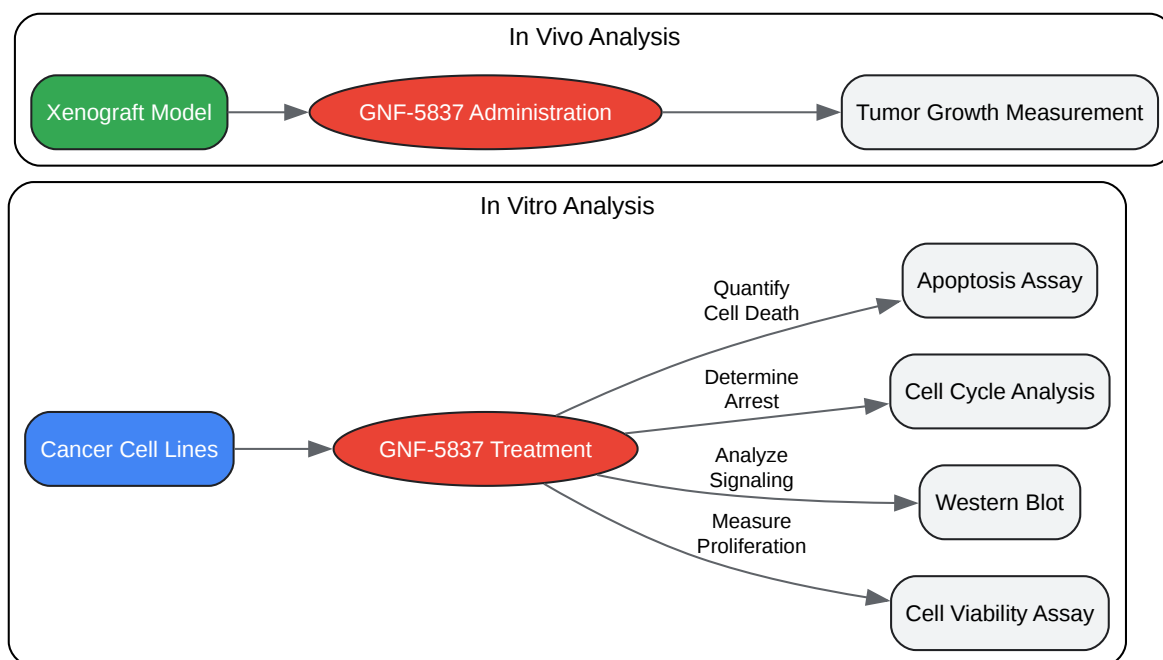 In Vivo Analysis
Xenograft Model
GNF-5837 Administration
Tumor Growth Measurement
In Vitro Analysis
Cancer Cell Lines
GNF-5837 Treatment
Quantify
Cell Death
Apoptosis Assay
Determine
Arrest
Cell Cycle Analysis
Analyze
Signaling
Western Blot
Measure
Proliferation
Cell Viability Assay